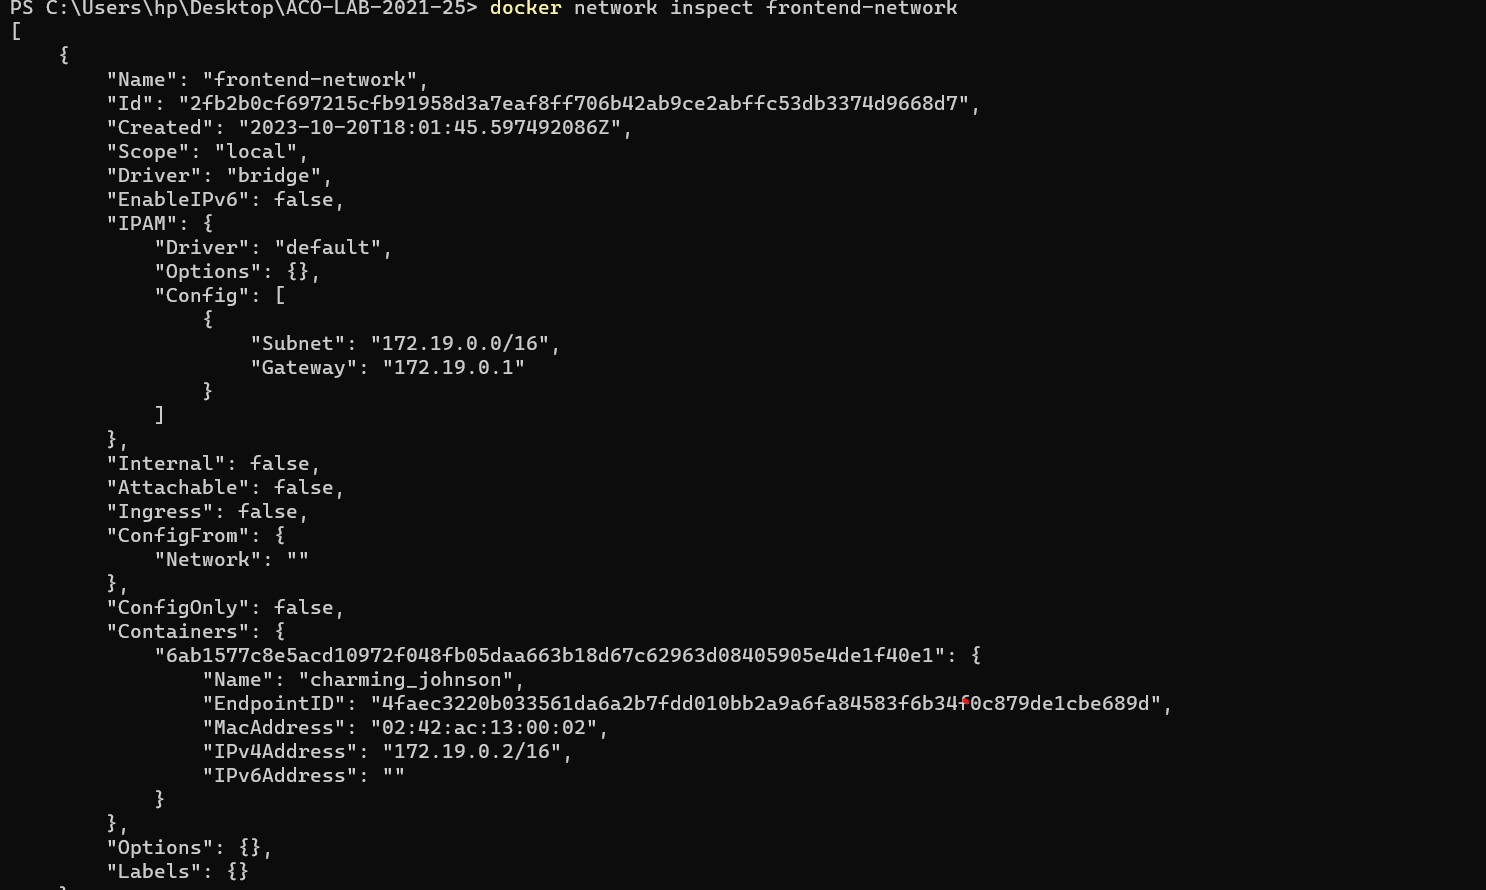 PS C:\Users\hp\Desktop\ACO-LAB-2021-25> docker network inspect frontend-network
[
    {
        "Name": "frontend-network",
        "Id": "2fb2b0cf697215cfb91958d3a7eaf8ff706b42ab9ce2abffc53db3374d9668d7",
        "Created": "2023-10-20T18:01:45.597492086Z",
        "Scope": "local",
        "Driver": "bridge",
        "EnableIPv6": false,
        "IPAM": {
            "Driver": "default",
            "Options": {},
            "Config": [
                {
                    "Subnet": "172.19.0.0/16",
                    "Gateway": "172.19.0.1"
                }
            ]
        },
        "Internal": false,
        "Attachable": false,
        "Ingress": false,
        "ConfigFrom": {
            "Network": ""
        },
        "ConfigOnly": false,
        "Containers": {
            "6ab1577c8e5acd10972f048fb05daa663b18d67c62963d08405905e4de1f40e1": {
                "Name": "charming_johnson",
                "EndpointID": "4faec3220b033561da6a2b7fdd010bb2a9a6fa84583f6b34f0c879de1cbe689d",
                "MacAddress": "02:42:ac:13:00:02",
                "IPv4Address": "172.19.0.2/16",
                "IPv6Address": ""
            }
        },
        "Options": {},
        "Labels": {}
    }